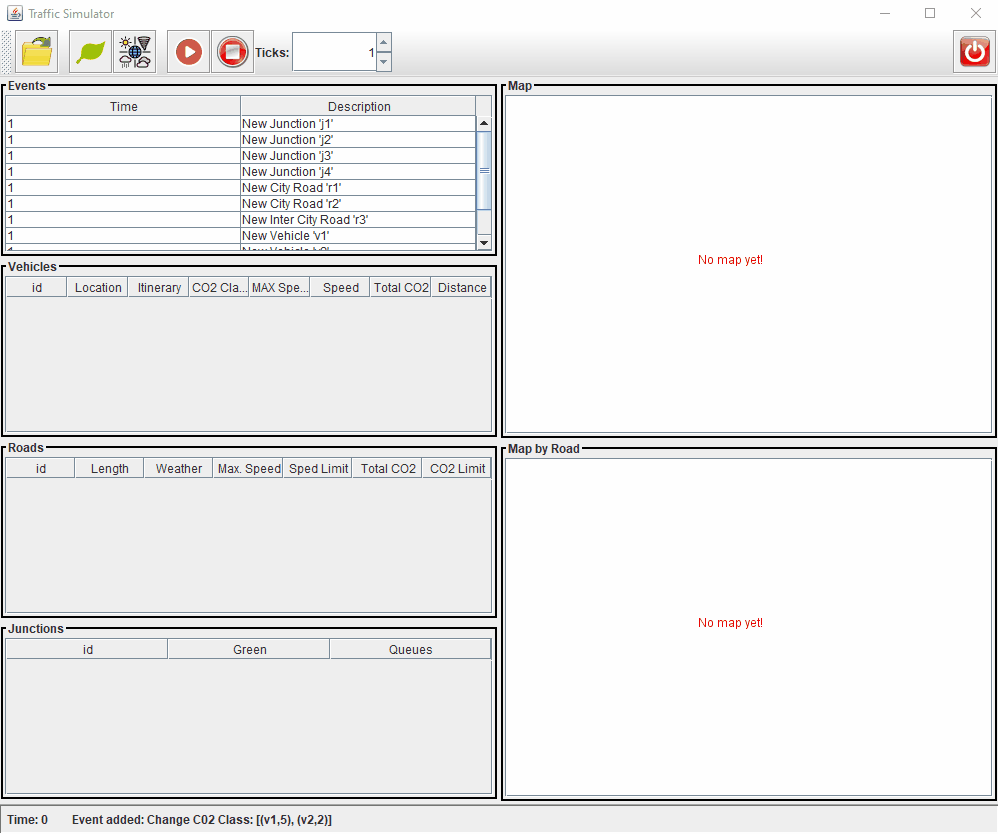 Traffic Simulator
Ticks: 1
Events
Time Description
1 New Junction 'j1'
1 New Junction 'j2'
1 New Junction 'j3'
1 New Junction 'j4'
1 New City Road 'r1'
1 New City Road 'r2'
1 New Inter City Road 'r3'
1 New Vehicle 'v1'
1 New Vehicle 'v2'
Vehicles
id Location Itinerary CO2 Cla... MAX Spe... Speed Total CO2 Distance
Roads
id Length Weather Max. Speed Sped Limit Total CO2 CO2 Limit
Junctions
id Green Queues
Map
No map yet!
Map by Road
No map yet!
Time: 0 Event added: Change C02 Class: [(v1,5), (v2,2)]